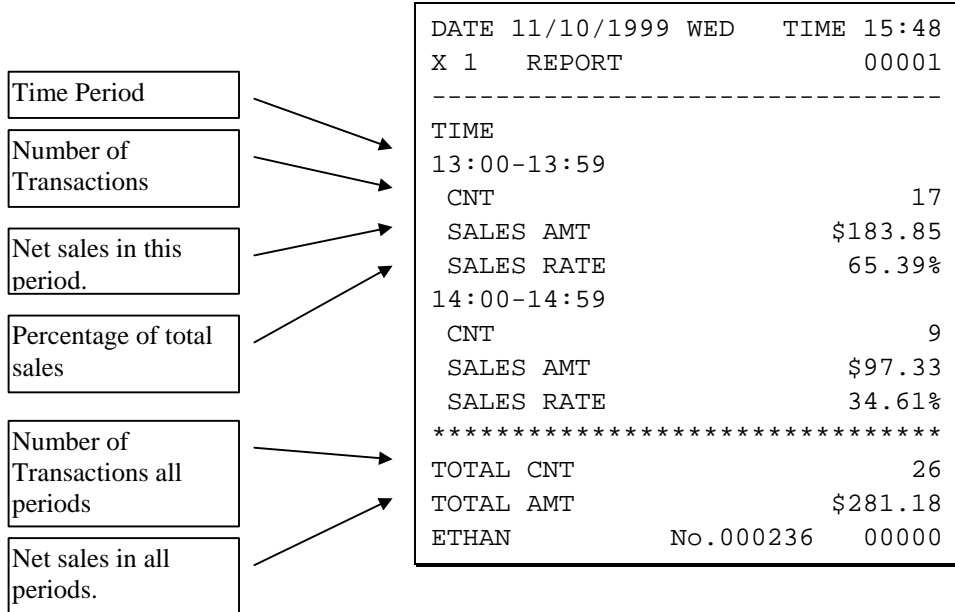 Time Period
Number of
Transactions
Net sales in this
period.
Percentage of total
sales
Number of
Transactions all
periods
Net sales in all
periods.
DATE 11/10/1999 WED TIME 15:48
X 1 REPORT 00001
--------------------------------
TIME
13:00-13:59
CNT 17
SALES AMT $183.85
SALES RATE 65.39%
14:00-14:59
CNT 9
SALES AMT $97.33
SALES RATE 34.61%
********************************
TOTAL CNT 26
TOTAL AMT $281.18
ETHAN No.000236 00000